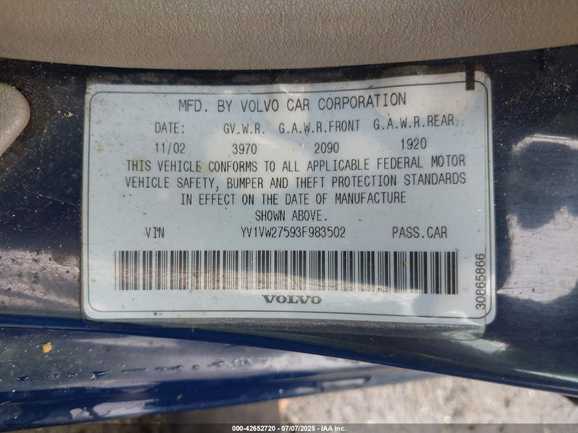 MFD. BY VOLVO CAR CORPORATION
DATE: GV.W.R. G.A.W.R.FRONT G.A.W.R.REAR
11/02 3970 2090 1920
THIS VEHICLE CONFORMS TO ALL APPLICABLE FEDERAL MOTOR
VEHICLE SAFETY, BUMPER AND THEFT PROTECTION STANDARDS
IN EFFECT ON THE DATE OF MANUFACTURE
SHOWN ABOVE.
VIN YV1VW27593F983502 PASS.CAR
VOLVO
30865866
000-42652720 - 07/07/2025 - IAA Inc.